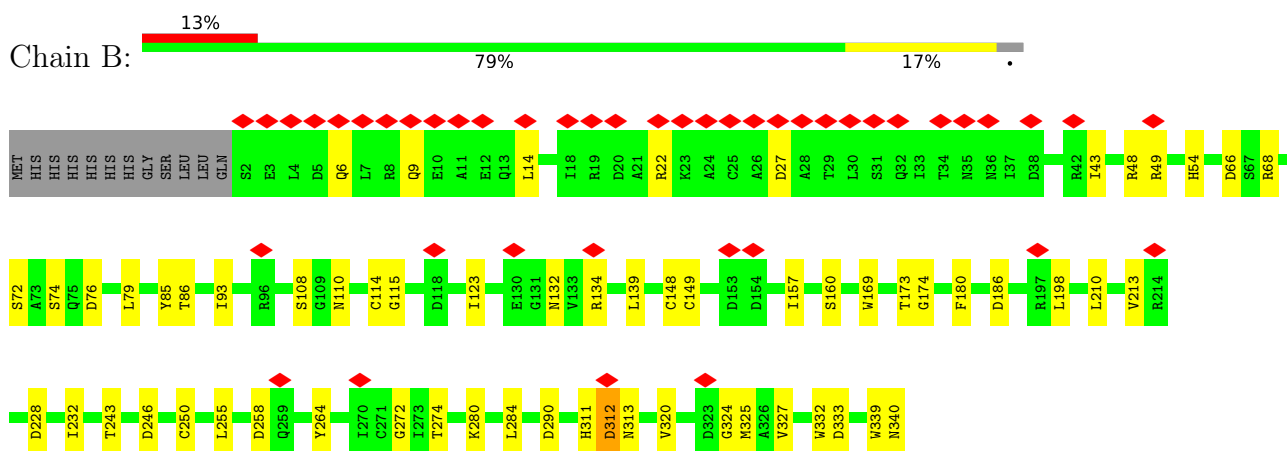 13%
Chain B:
79% 17% •
MET HIS HIS HIS HIS HIS HIS GLY SER LEU LEU GLN S2 E3 L4 D5 Q6 L7 R8 Q9 E10 A11 E12 Q13 L14 I18 R19 D20 A21 R22 K23 A24 C25 A26 D27 A28 T29 L30 S31 Q32 I33 T34 N35 N36 I37 D38 R42 I43 R48 R49 H54 D66 S67 R68
S72 A73 S74 Q75 D76 L79 Y85 T86 I93 R96 S108 G109 N110 C114 G115 D118 I123 E130 G131 N132 V133 R134 L139 C148 C149 D153 D154 I157 S160 W169 T173 G174 F180 D186 R197 L198 L210 V213 R214
D228 I232 T243 D246 C250 L255 D258 Q259 Y264 I270 C271 G272 I273 T274 K280 L284 D290 H311 D312 N313 V320 D323 G324 M325 A326 V327 W332 D333 W339 N340